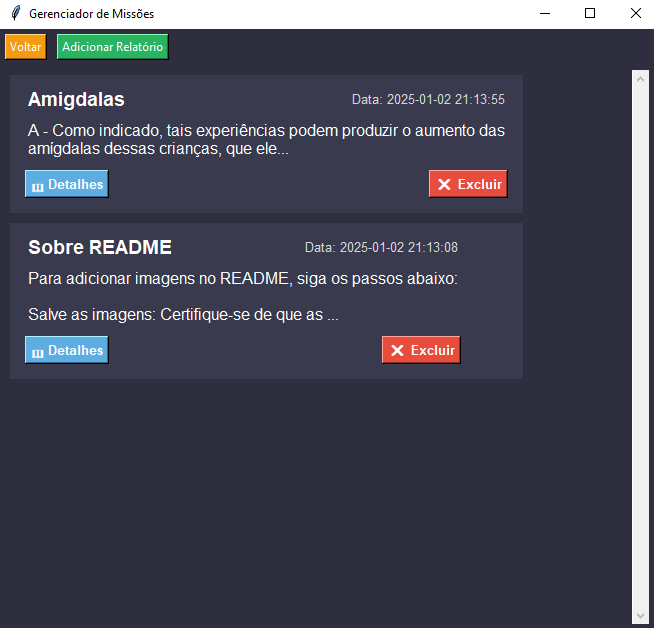 Gerenciador de Missões
Voltar Adicionar Relatório
Amigdalas Data: 2025-01-02 21:13:55
A - Como indicado, tais experiências podem produzir o aumento das
amígdalas dessas crianças, que ele...
Detalhes Excluir
Sobre README Data: 2025-01-02 21:13:08
Para adicionar imagens no README, siga os passos abaixo:
Salve as imagens: Certifique-se de que as ...
Detalhes Excluir